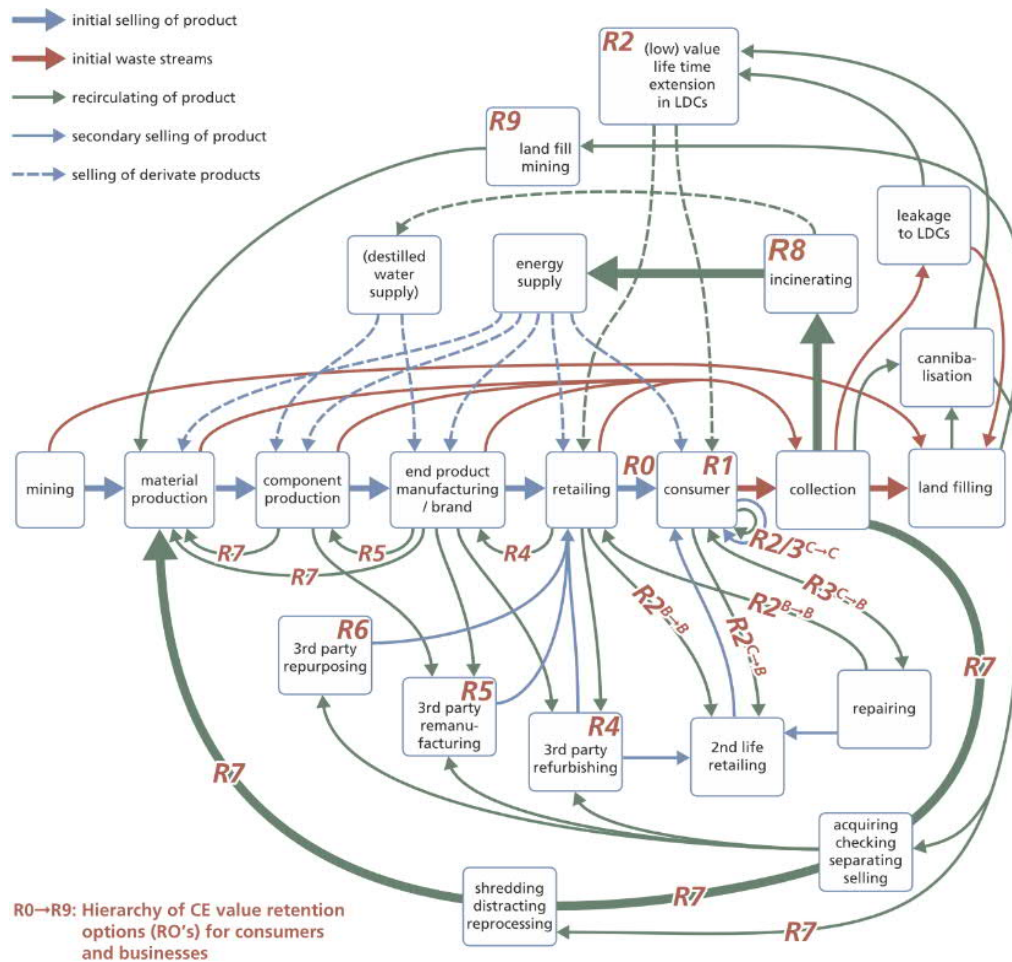 initial selling of product
initial waste streams
recirculating of product
secondary selling of product
selling of derivate products
R2
(low) value
life time
extension
in LDCs
R9
land fill
mining
leakage
to LDCs
(destilled
water
supply)
energy
supply
R8
incinerating
canniba-
lisation
mining
material
production
component
production
end product
manufacturing
/ brand
retailing
R0
R1
consumer
collection
land filling
R7
R5
R7
R4
R2/3 C→C
R3 C→B
R2 B→B
R2 B→B
R2 C→B
R6
3rd party
repurposing
R5
3rd party
remanu-
facturing
R4
3rd party
refurbishing
2nd life
retailing
repairing
R7
R7
acquiring
checking
separating
selling
shredding
distracting
reprocessing
R7
R7
R0→R9: Hierarchy of CE value retention
options (RO's) for consumers
and businesses